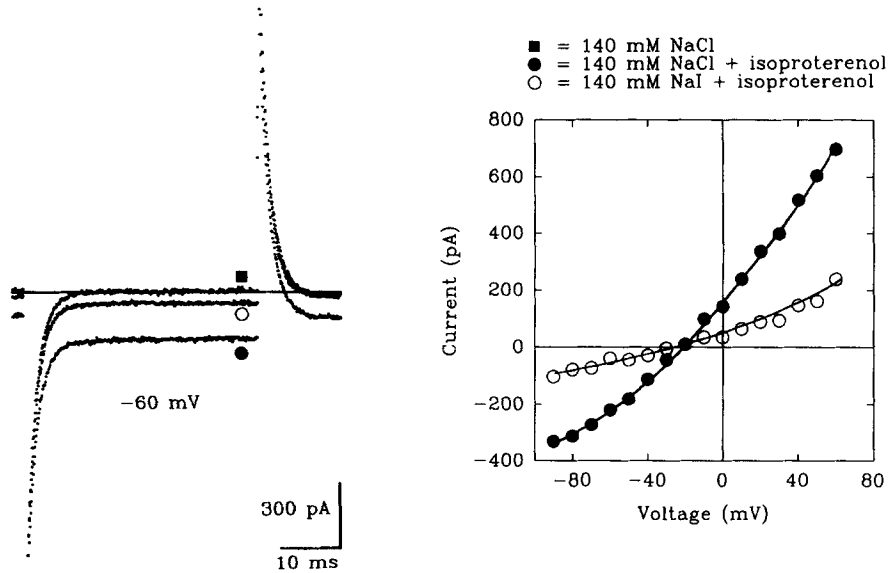 −60 mV
300 pA
10 ms
■ = 140 mM NaCl
● = 140 mM NaCl + isoproterenol
○ = 140 mM NaI + isoproterenol
800
600
400
200
0
−200
−400
Current (pA)
−80 −40 0 40 80
Voltage (mV)